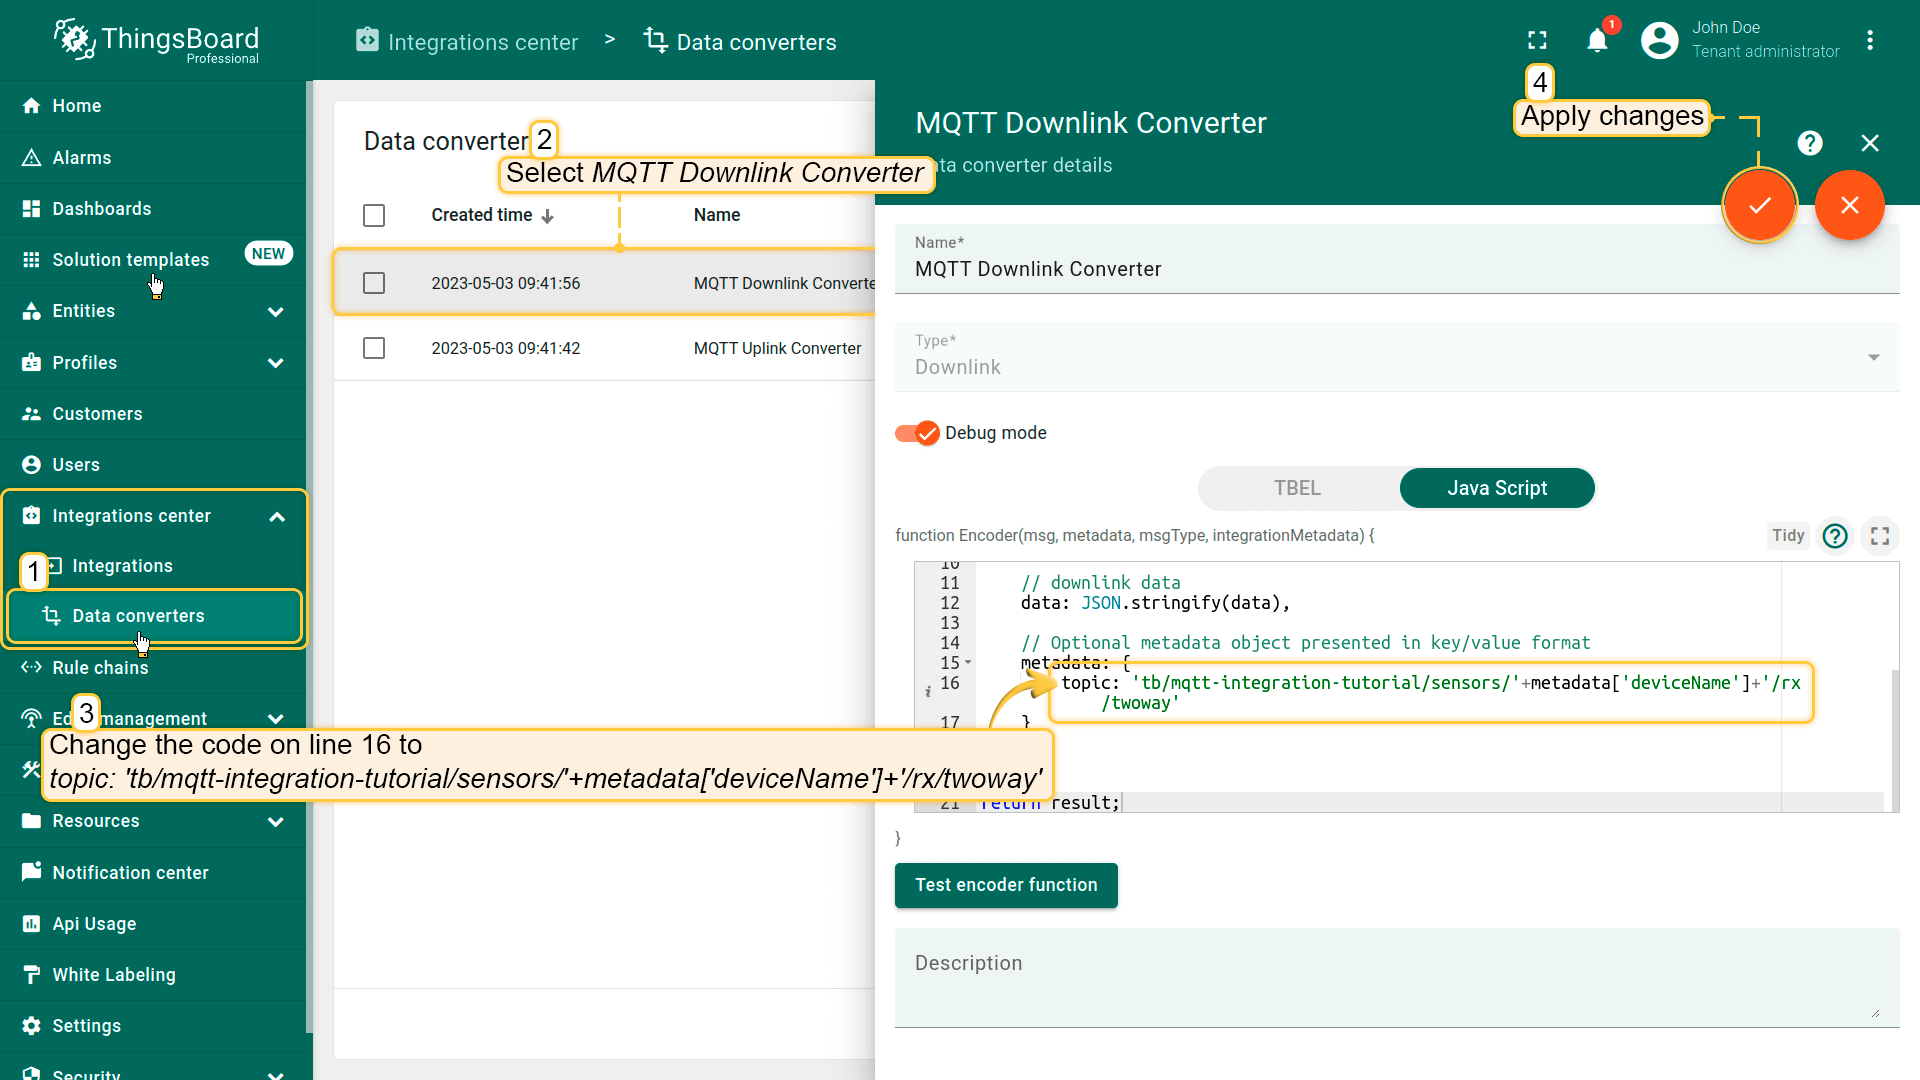 ThingsBoard
Professional
Integrations center > Data converters
1
John Doe
Tenant administrator
Home
Alarms
Dashboards
Solution templates
NEW
Entities
Profiles
Customers
Users
Integrations center
1
Integrations
Data converters
Rule chains
management
Resources
Notification center
Api Usage
White Labeling
Settings
Security
Data converter
2
Select MQTT Downlink Converter
Created time
Name
2023-05-03 09:41:56
MQTT Downlink Converte
2023-05-03 09:41:42
MQTT Uplink Converter
MQTT Downlink Converter
ta converter details
4
Apply changes
Name*
MQTT Downlink Converter
Type*
Downlink
Debug mode
TBEL
Java Script
function Encoder(msg, metadata, msgType, integrationMetadata) {
Tidy
10
11 // downlink data
12 data: JSON.stringify(data),
13
14 // Optional metadata object presented in key/value format
15 metadata: {
16 topic: 'tb/mqtt-integration-tutorial/sensors/'+metadata['deviceName']+'/rx
/twoway'
17 }
21 return result;
}
3
Change the code on line 16 to
topic: 'tb/mqtt-integration-tutorial/sensors/'+metadata['deviceName']+'/rx/twoway'
Test encoder function
Description